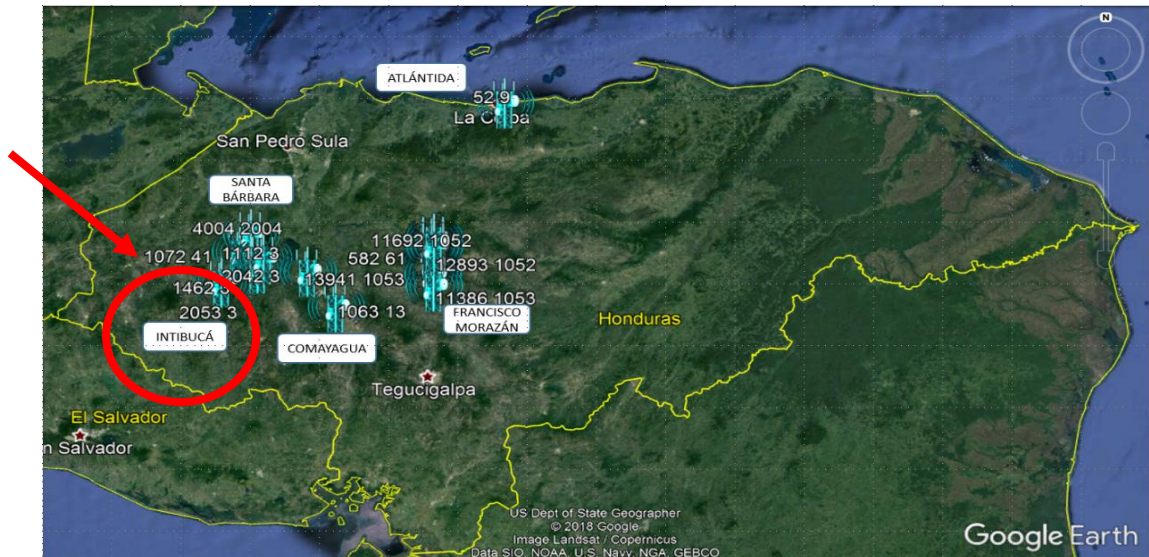 N
ATLÁNTIDA
52 9
La Ceiba
San Pedro Sula
SANTA
BÁRBARA
4004 2004
11692 1052
1072 41
1112 3
582 61
12893 1052
2042 3
13941 1053
1462 3
11386 1053
2053 3
1063 13
FRANCISCO
MORAZÁN
Honduras
INTIBUCÁ
COMAYAGUA
Tegucigalpa
El Salvador
n Salvador
US Dept of State Geographer
© 2018 Google
Image Landsat / Copernicus
Data SIO, NOAA, U.S. Navy, NGA, GEBCO
Google Earth